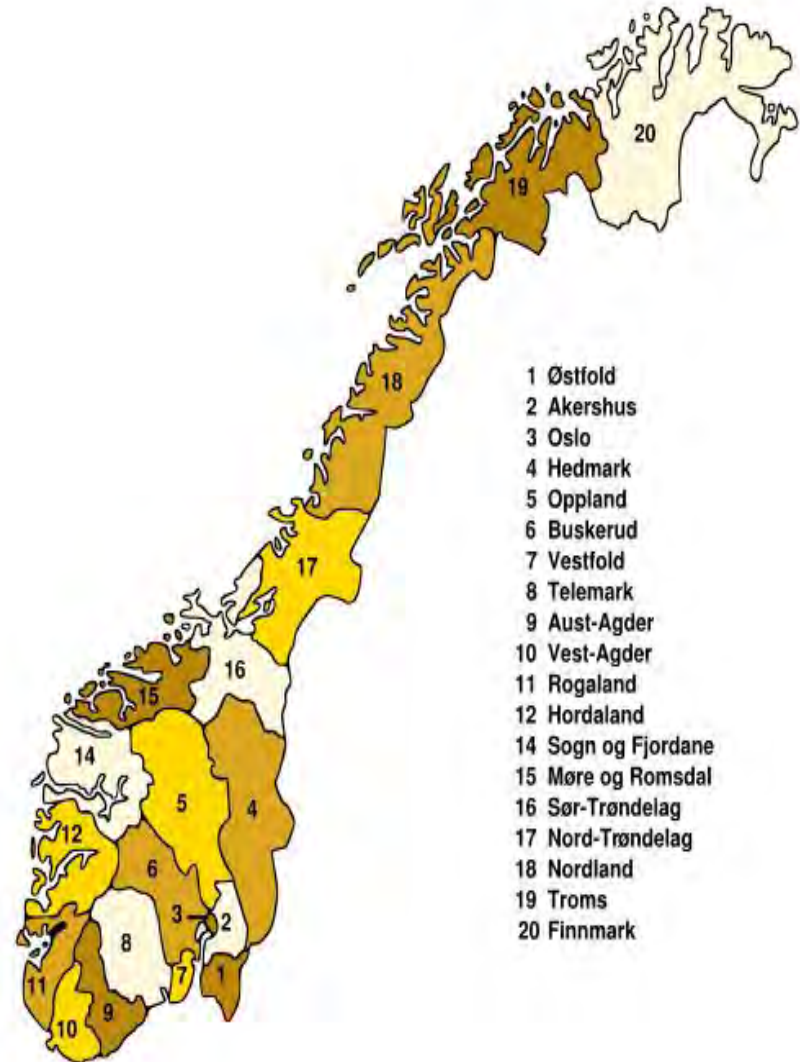 20
19
18
17
16
15
14
5
4
12
6
3
2
8
7
1
11
9
10
1 Østfold
2 Akershus
3 Oslo
4 Hedmark
5 Oppland
6 Buskerud
7 Vestfold
8 Telemark
9 Aust-Agder
10 Vest-Agder
11 Rogaland
12 Hordaland
14 Sogn og Fjordane
15 Møre og Romsdal
16 Sør-Trøndelag
17 Nord-Trøndelag
18 Nordland
19 Troms
20 Finnmark